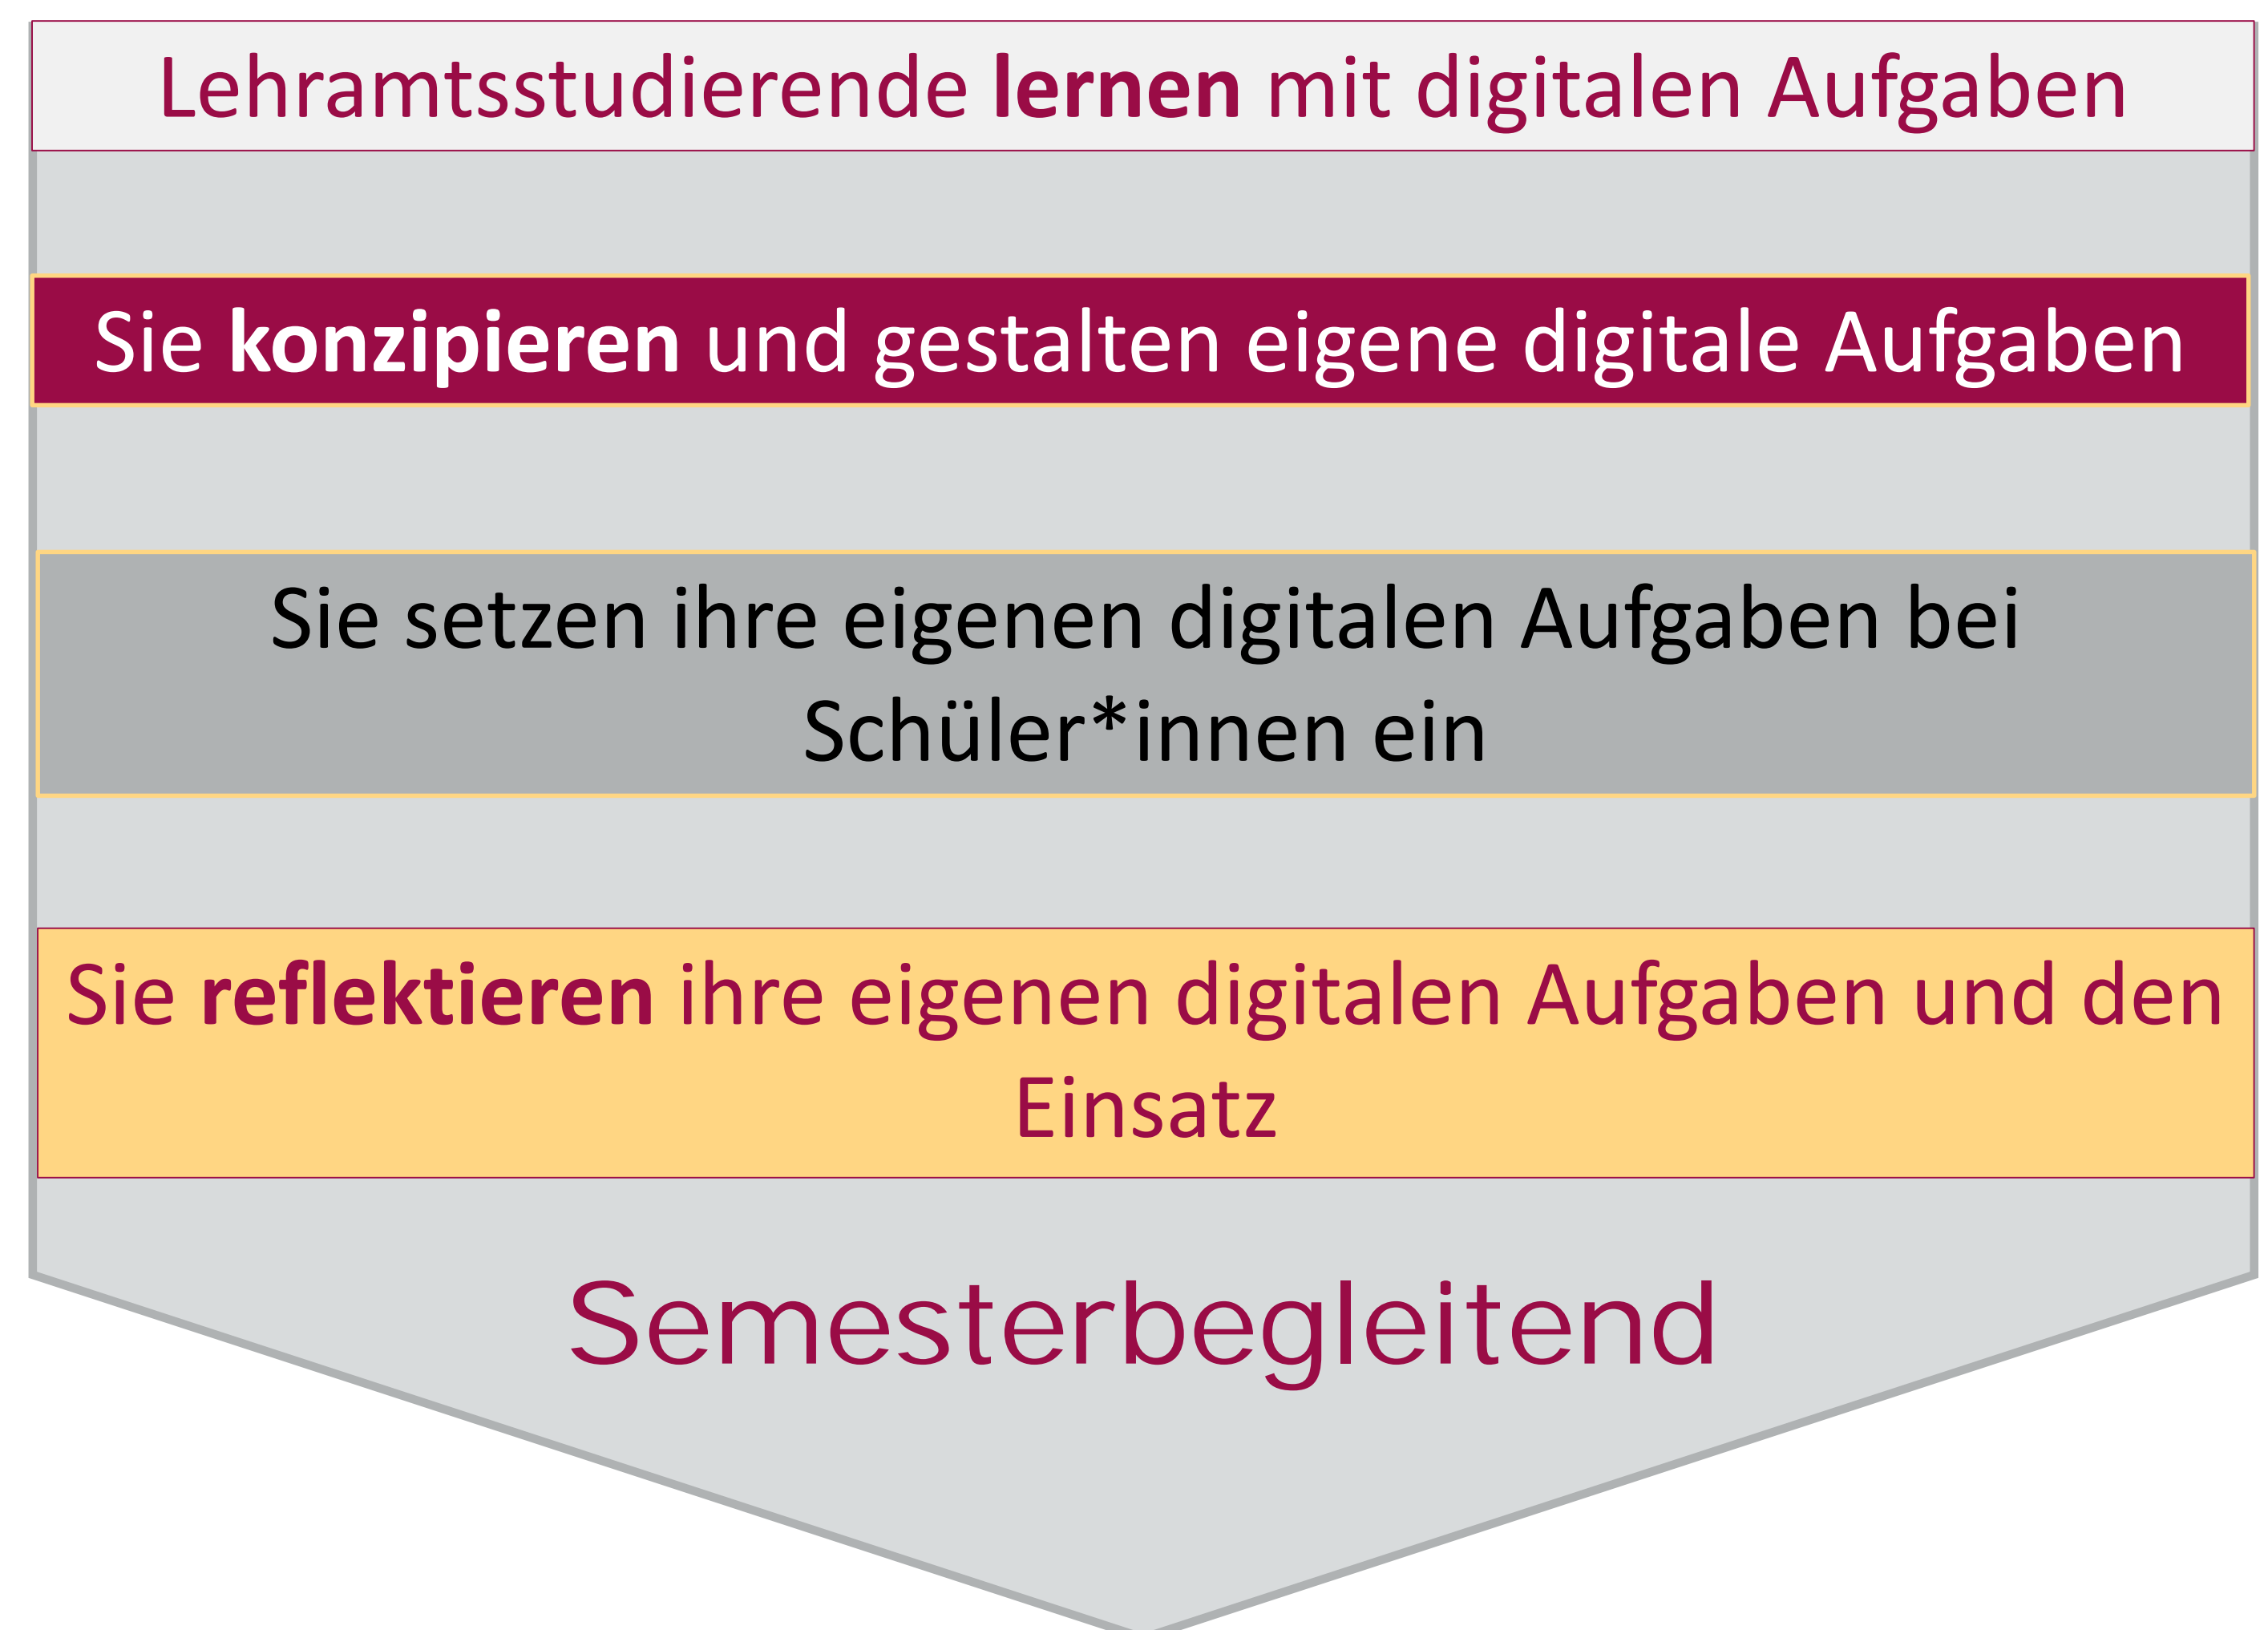 Lehramtsstudierende lernen mit digitalen Aufgaben
Sie konzipieren und gestalten eigene digitale Aufgaben
Sie setzen ihre eigenen digitalen Aufgaben bei
Schüler*innen ein
Sie reflektieren ihre eigenen digitalen Aufgaben und den
Einsatz
Semesterbegleitend